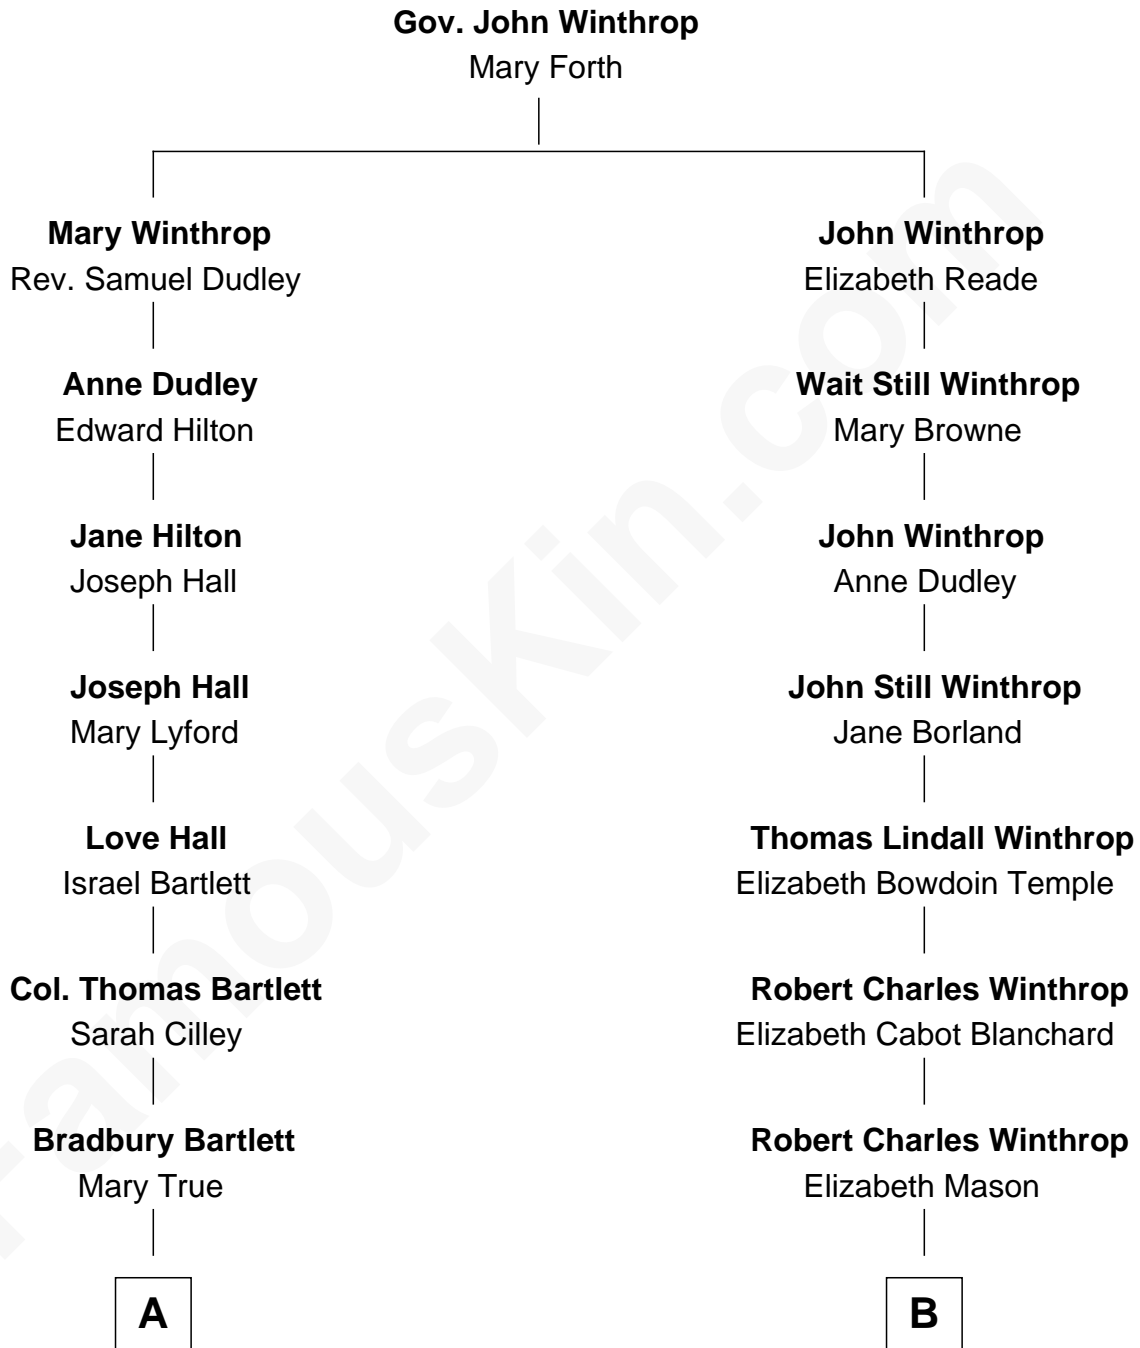 Gov. John Winthrop
Mary Forth
Mary Winthrop
Rev. Samuel Dudley
John Winthrop
Elizabeth Reade
Anne Dudley
Edward Hilton
Wait Still Winthrop
Mary Browne
Jane Hilton
Joseph Hall
John Winthrop
Anne Dudley
Joseph Hall
Mary Lyford
John Still Winthrop
Jane Borland
Love Hall
Israel Bartlett
Thomas Lindall Winthrop
Elizabeth Bowdoin Temple
Col. Thomas Bartlett
Sarah Cilley
Robert Charles Winthrop
Elizabeth Cabot Blanchard
Bradbury Bartlett
Mary True
Robert Charles Winthrop
Elizabeth Mason
A
B
FamousKin.com